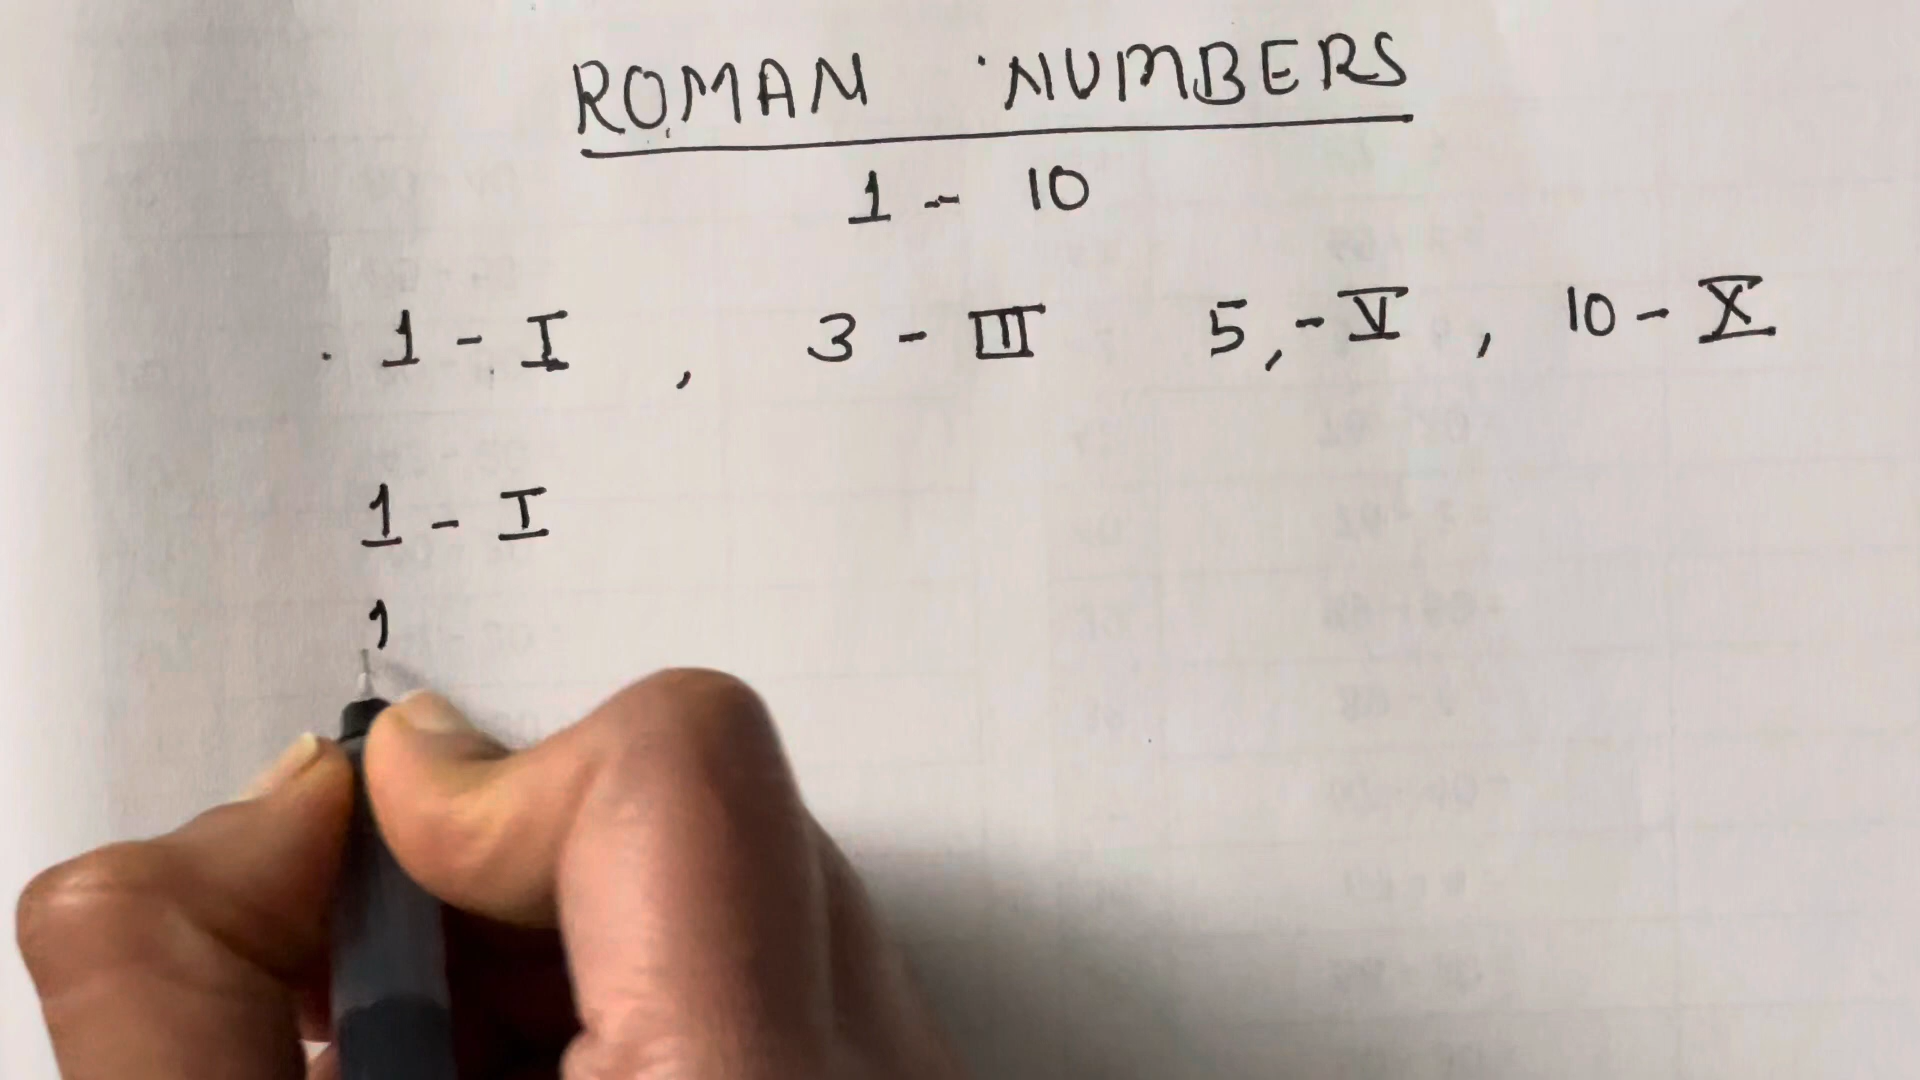 ROMAN NUMBERS
1 - 10
1 - I , 3 - III 5, - V , 10 - X
1 - I
1